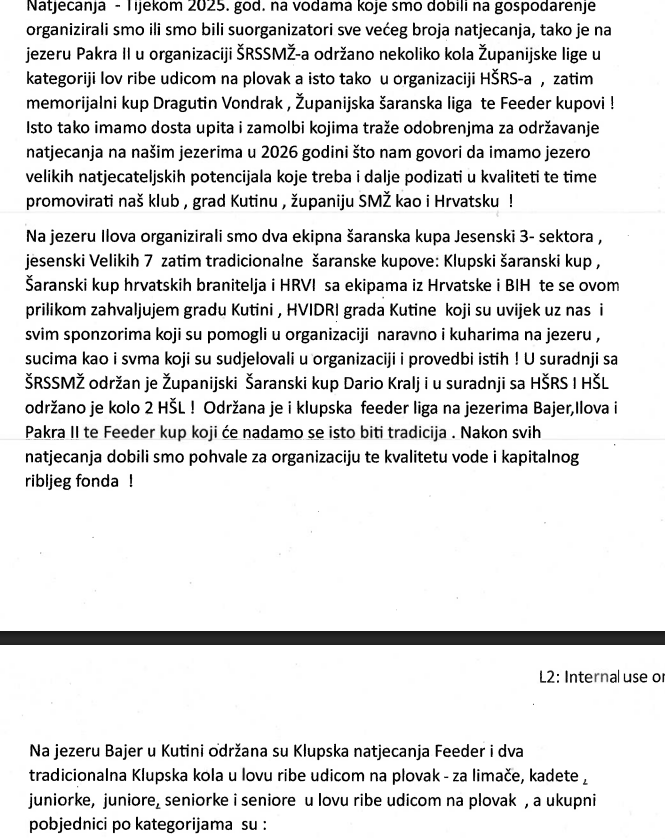 Natjecanja - Tijekom 2025. god. na vodama koje smo dobili na gospodarenje
organizirali smo ili smo bili suorganizatori sve većeg broja natjecanja, tako je na
jezeru Pakra II u organizaciji ŠRSSMŽ-a održano nekoliko kola Županijske lige u
kategoriji lov ribe udicom na plovak a isto tako u organizaciji HŠRS-a , zatim
memorijalni kup Dragutin Vondrak , Županijska šaranska liga te Feeder kupovi !
Isto tako imamo dosta upita i zamolbi kojima traže odobrenjma za održavanje
natjecanja na našim jezerima u 2026 godini što nam govori da imamo jezero
velikih natjecateljskih potencijala koje treba i dalje podizati u kvaliteti te time
promovirati naš klub , grad Kutinu , županiju SMŽ kao i Hrvatsku !
Na jezeru Ilova organizirali smo dva ekipna šaranska kupa Jesenski 3- sektora ,
jesenski Velikih 7 zatim tradicionalne šaranske kupove: Klupski šaranski kup ,
Šaranski kup hrvatskih branitelja i HRVI sa ekipama iz Hrvatske i BIH te se ovom
prilikom zahvaljujem gradu Kutini , HVIDRI grada Kutine koji su uvijek uz nas i
svim sponzorima koji su pomogli u organizaciji naravno i kuharima na jezeru ,
sucima kao i svma koji su sudjelovali u organizaciji i provedbi istih ! U suradnji sa
ŠRSSMŽ održan je Županijski Šaranski kup Dario Kralj i u suradnji sa HŠRS I HŠL
održano je kolo 2 HŠL ! Održana je i klupska feeder liga na jezerima Bajer,Ilova i
Pakra II te Feeder kup koji će nadamo se isto biti tradicija . Nakon svih
natjecanja dobili smo pohvale za organizaciju te kvalitetu vode i kapitalnog
ribljeg fonda !
L2: Internal use
Na jezeru Bajer u Kutini održana su Klupska natjecanja Feeder i dva
tradicionalna Klupska kola u lovu ribe udicom na plovak - za limače, kadete ,
juniorke, juniore, seniorke i seniore u lovu ribe udicom na plovak , a ukupni
pobjednici po kategorijama su :